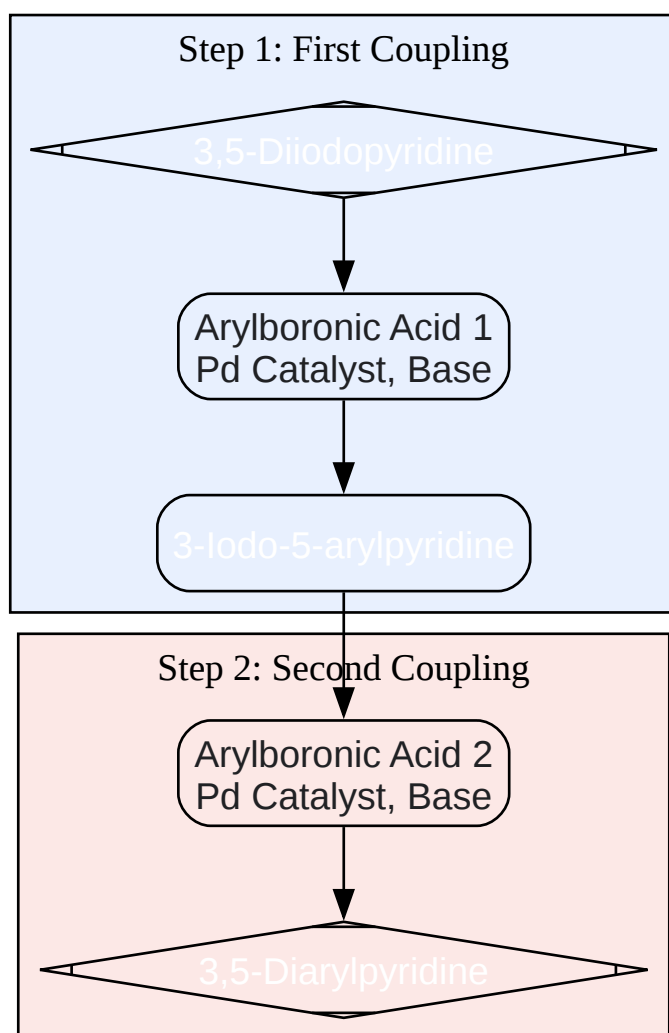 Step 1: First Coupling
3,5-Diiodopyridine
Arylboronic Acid 1
Pd Catalyst, Base
3-Iodo-5-arylpyridine
Step 2: Second Coupling
Arylboronic Acid 2
Pd Catalyst, Base
3,5-Diarylpyridine